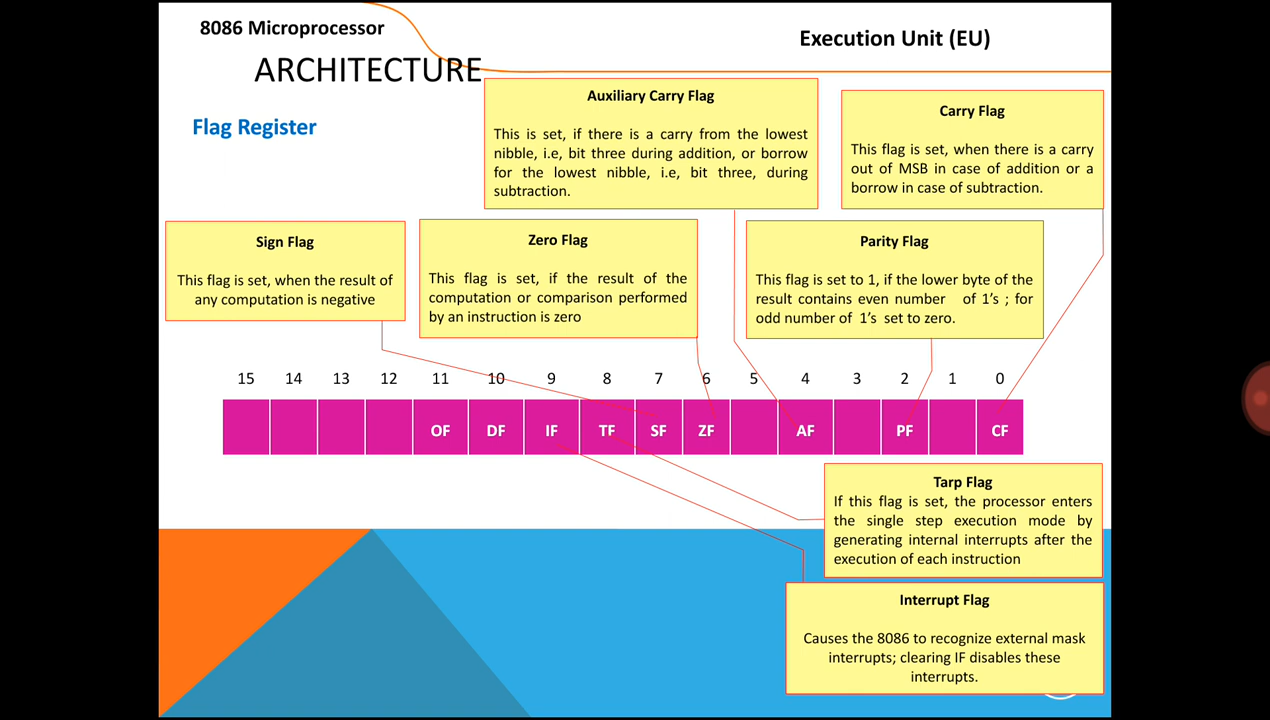 8086 Microprocessor
Execution Unit (EU)
ARCHITECTURE
Flag Register
Auxiliary Carry Flag
This is set, if there is a carry from the lowest
nibble, i.e, bit three during addition, or borrow
for the lowest nibble, i.e, bit three, during
subtraction.
Carry Flag
This flag is set, when there is a carry
out of MSB in case of addition or a
borrow in case of subtraction.
Sign Flag
This flag is set, when the result of
any computation is negative
Zero Flag
This flag is set, if the result of the
computation or comparison performed
by an instruction is zero
Parity Flag
This flag is set to 1, if the lower byte of the
result contains even number of 1’s ; for
odd number of 1’s set to zero.
15 14 13 12 11 10 9 8 7 6 5 4 3 2 1 0
OF DF IF TF SF ZF AF PF CF
Tarp Flag
If this flag is set, the processor enters
the single step execution mode by
generating internal interrupts after the
execution of each instruction
Interrupt Flag
Causes the 8086 to recognize external mask
interrupts; clearing IF disables these
interrupts.